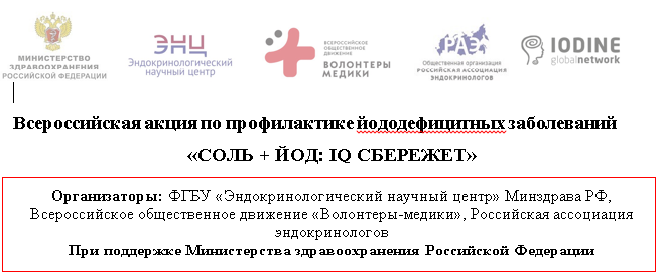 МИНИСТЕРСТВО
ЗДРАВООХРАНЕНИЯ
РОССИЙСКОЙ ФЕДЕРАЦИИ
ЭНЦ
Эндокринологический
научный центр
ВСЕРОССИЙСКОЕ
ОБЩЕСТВЕННОЕ
ДВИЖЕНИЕ
ВОЛОНТЕРЫ
МЕДИКИ
РАЭ
Общественная организация
РОССИЙСКАЯ АССОЦИАЦИЯ
ЭНДОКРИНОЛОГОВ
IODINE
globalnetwork
Всероссийская акция по профилактике йододефицитных заболеваний
«СОЛЬ + ЙОД: IQ СБЕРЕЖЕТ»
Организаторы: ФГБУ «Эндокринологический научный центр» Минздрава РФ,
Всероссийское общественное движение «Волонтеры-медики», Российская ассоциация
эндокринологов
При поддержке Министерства здравоохранения Российской Федерации